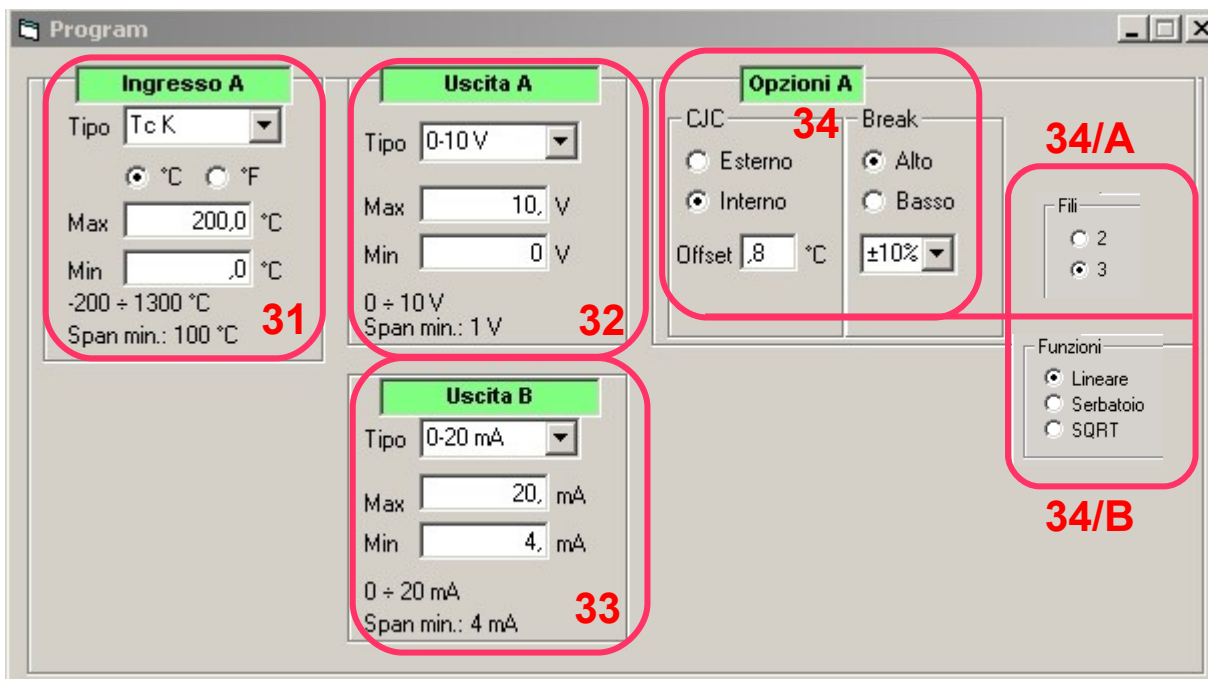 Program
Ingresso A
Tipo Tc K
°C °F
Max 200,0 °C
Min ,0 °C
-200 ÷ 1300 °C
Span min.: 100 °C
31
Uscita A
Tipo 0-10 V
Max 10, V
Min 0 V
0 ÷ 10 V
Span min.: 1 V
32
Uscita B
Tipo 0-20 mA
Max 20, mA
Min 4, mA
0 ÷ 20 mA
Span min.: 4 mA
33
Opzioni A
34
CJC
Esterno
Interno
Offset ,8 °C
Break
Alto
Basso
±10%
34/A
Fili
2
3
Funzioni
Lineare
Serbatoio
SQRT
34/B